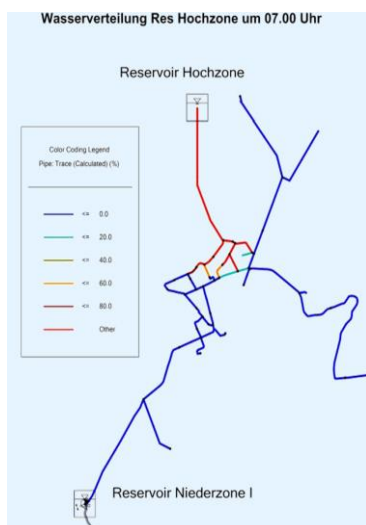 Wasserverteilung Res Hochzone um 07.00 Uhr
Reservoir Hochzone
Color Coding Legend
Pipe: Trace (Calculated) (%)
<= 0.0
<= 20.0
<= 40.0
<= 60.0
<= 80.0
Other
Reservoir Niederzone I